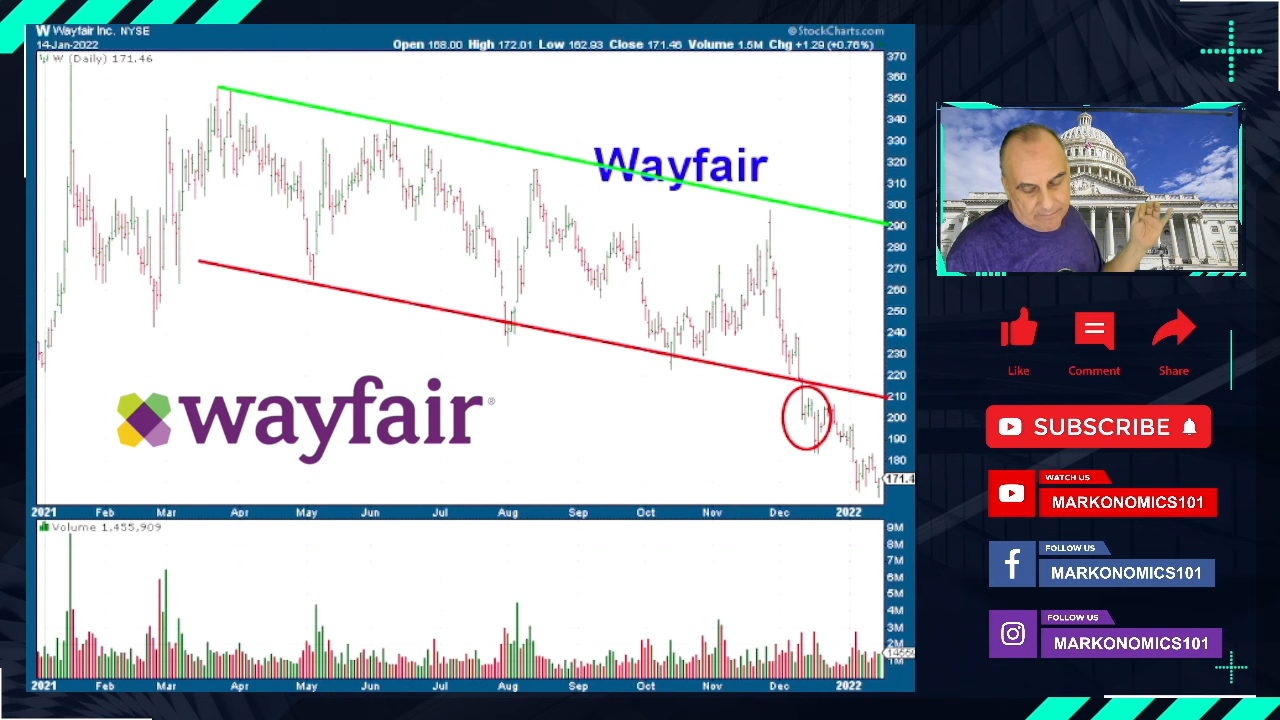 W Wayfair Inc. NYSE
© StockCharts.com
14-Jan-2022
Open 168.00 High 172.01 Low 162.93 Close 171.46 Volume 1.5M Chg +1.29 (+0.76%)
W (Daily) 171.46
370
360
350
340
330
320
310
300
290
280
270
260
250
240
230
220
210
200
190
180
171.4
Wayfair
wayfair®
2021 Feb Mar Apr May Jun Jul Aug Sep Oct Nov Dec 2022
Volume 1,455,909
9M
8M
7M
6M
5M
4M
3M
2M
1M
2021 Feb Mar Apr May Jun Jul Aug Sep Oct Nov Dec 2022
Like Comment Share
SUBSCRIBE
WATCH US
MARKONOMICS101
FOLLOW US
MARKONOMICS101
FOLLOW US
MARKONOMICS101